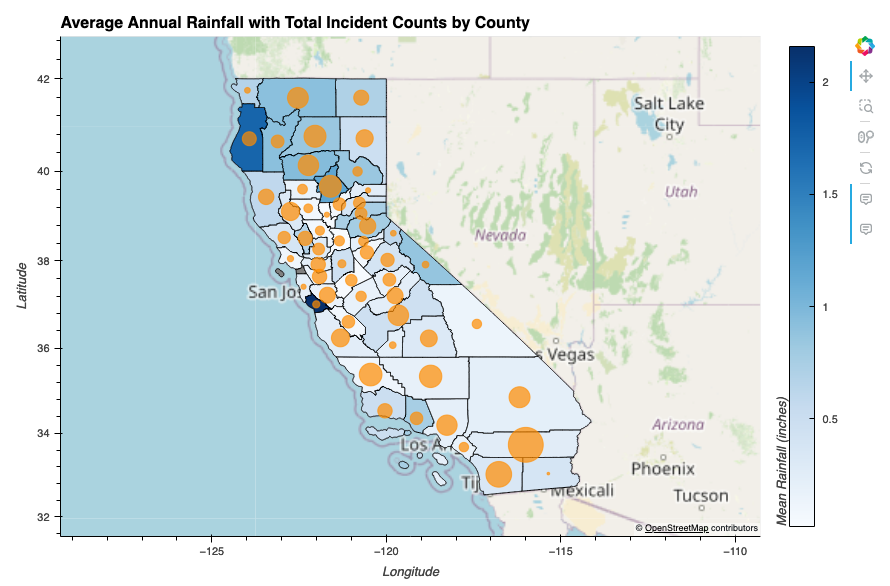 Average Annual Rainfall with Total Incident Counts by County
42
40
38
36
34
32
Latitude
−125
−120
−115
−110
Longitude
Salt Lake
City
Utah
Nevada
San Jo
s Vegas
Arizona
Los A
Phoenix
Tij
Mexicali
Tucson
© OpenStreetMap contributors
2
1.5
1
0.5
Mean Rainfall (inches)